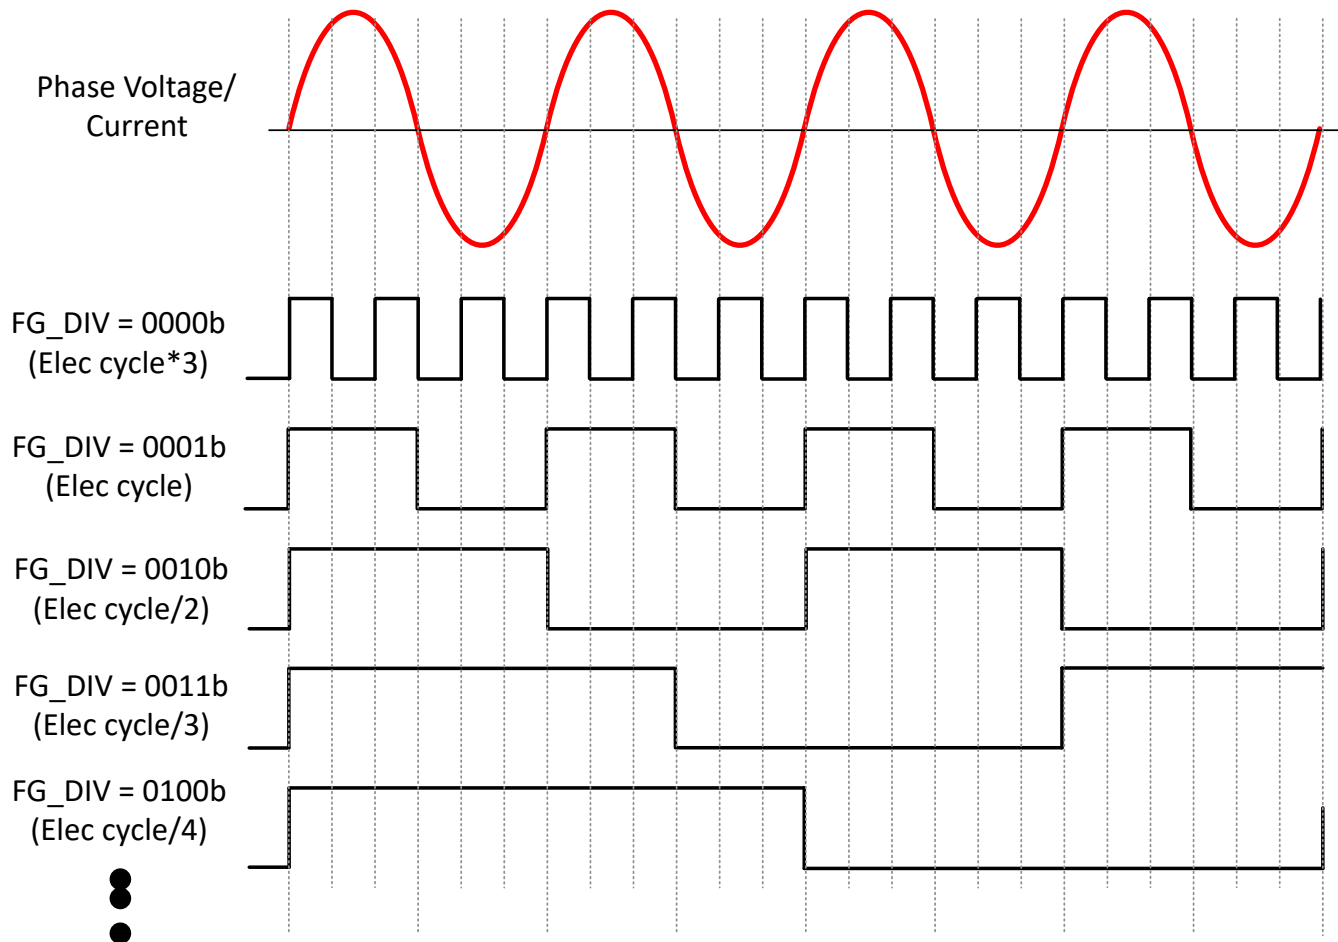 Phase Voltage/
Current
FG_DIV = 0000b
(Elec cycle*3)
FG_DIV = 0001b
(Elec cycle)
FG_DIV = 0010b
(Elec cycle/2)
FG_DIV = 0011b
(Elec cycle/3)
FG_DIV = 0100b
(Elec cycle/4)